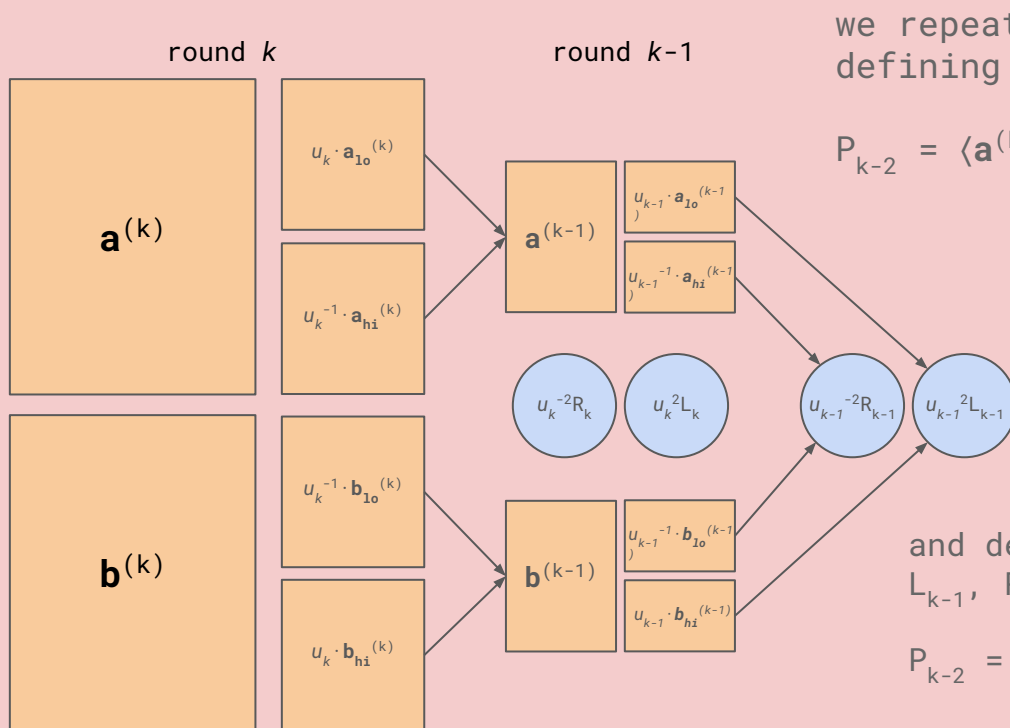 we repeat
defining
round k
round k-1
P_{k-2} = ⟨a^(
a^(k)
u_k · a_lo^(k)
u_k^-1 · a_hi^(k)
a^(k-1)
u_{k-1} · a_lo^(k-1)
u_{k-1}^-1 · a_hi^(k-1)
u_k^-2 R_k
u_k^2 L_k
u_{k-1}^-2 R_{k-1}
u_{k-1}^2 L_{k-1}
b^(k)
u_k^-1 · b_lo^(k)
u_k · b_hi^(k)
b^(k-1)
u_{k-1}^-1 · b_lo^(k-1)
u_{k-1} · b_hi^(k-1)
and de
L_{k-1},
P_{k-2} =